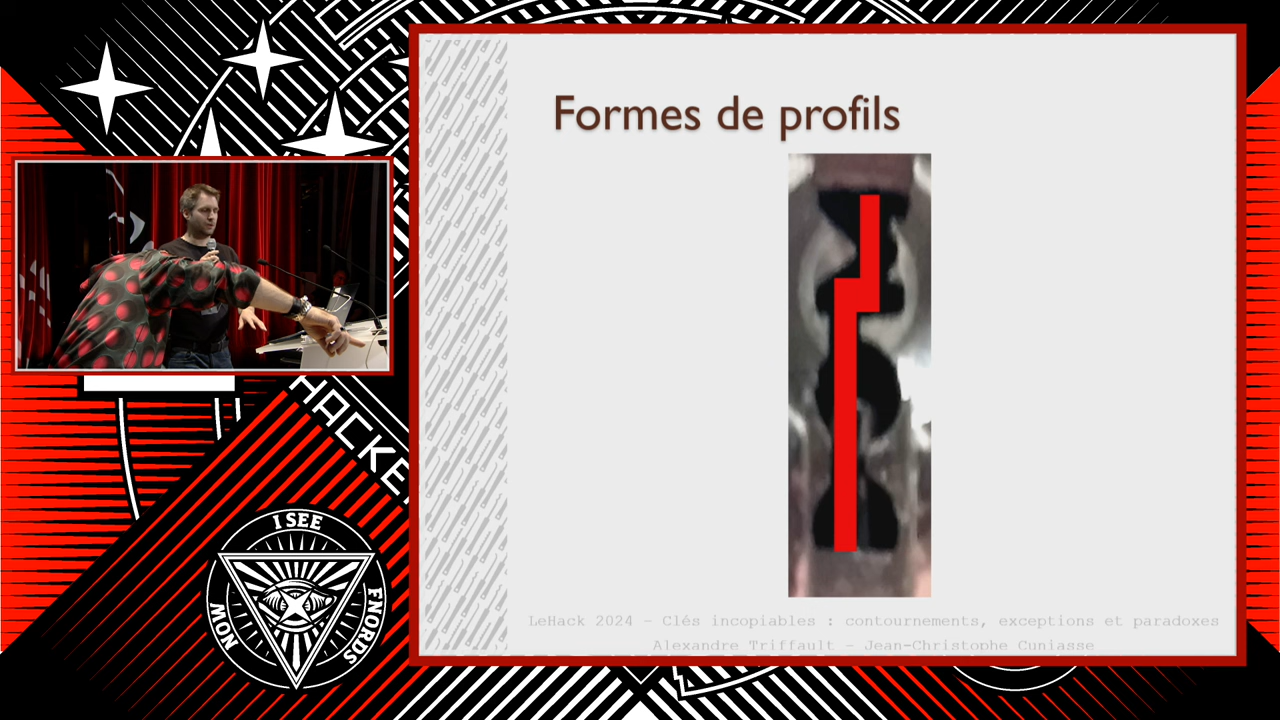 Formes de profils
LeHack 2024 – Clés incopiables : contournements, exceptions et paradoxes
Alexandre Triffault – Jean-Christophe Cuniasse
HACKE
I SEE
FNORDS
NOW